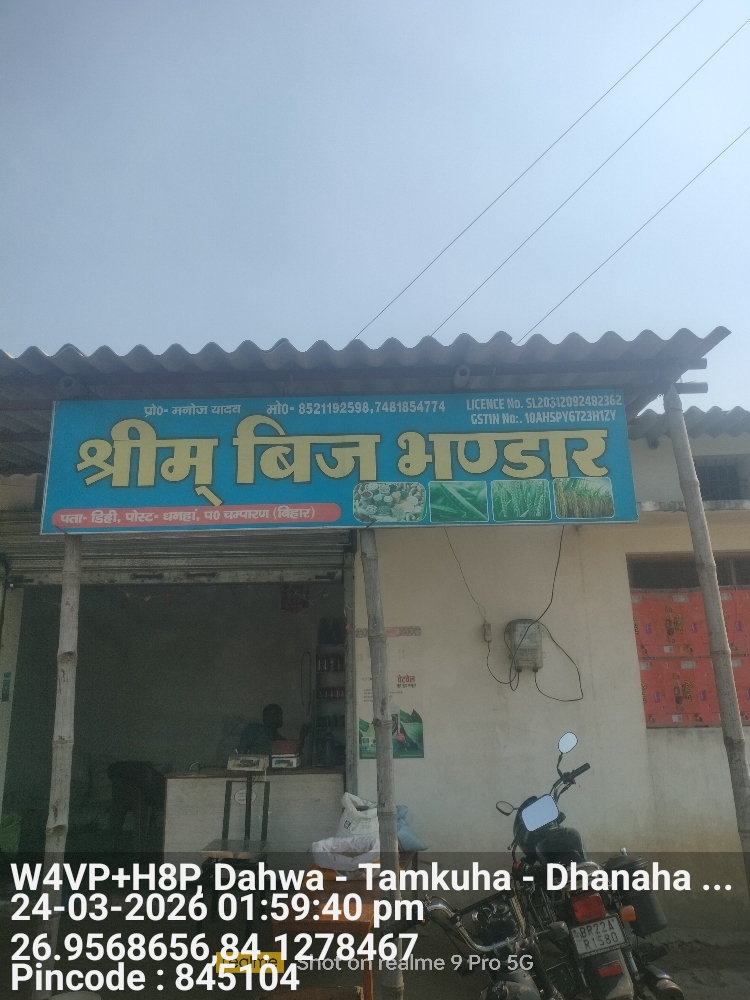 प्रो०- मनोज यादव मो०- 8521192598,7481854774 LICENCE No. SL20312092482362
GSTIN No:. 10AHSPY6723H1ZY
श्रीम् बिज भण्डार
पता- डिही, पोस्ट- धनहां, प० चम्पारण (बिहार)
W4VP+H8P, Dahwa - Tamkuha - Dhanaha ...
24-03-2026 01:59:40 pm
26.9568656,84.1278467
realme Shot on realme 9 Pro 5G
Pincode : 845104